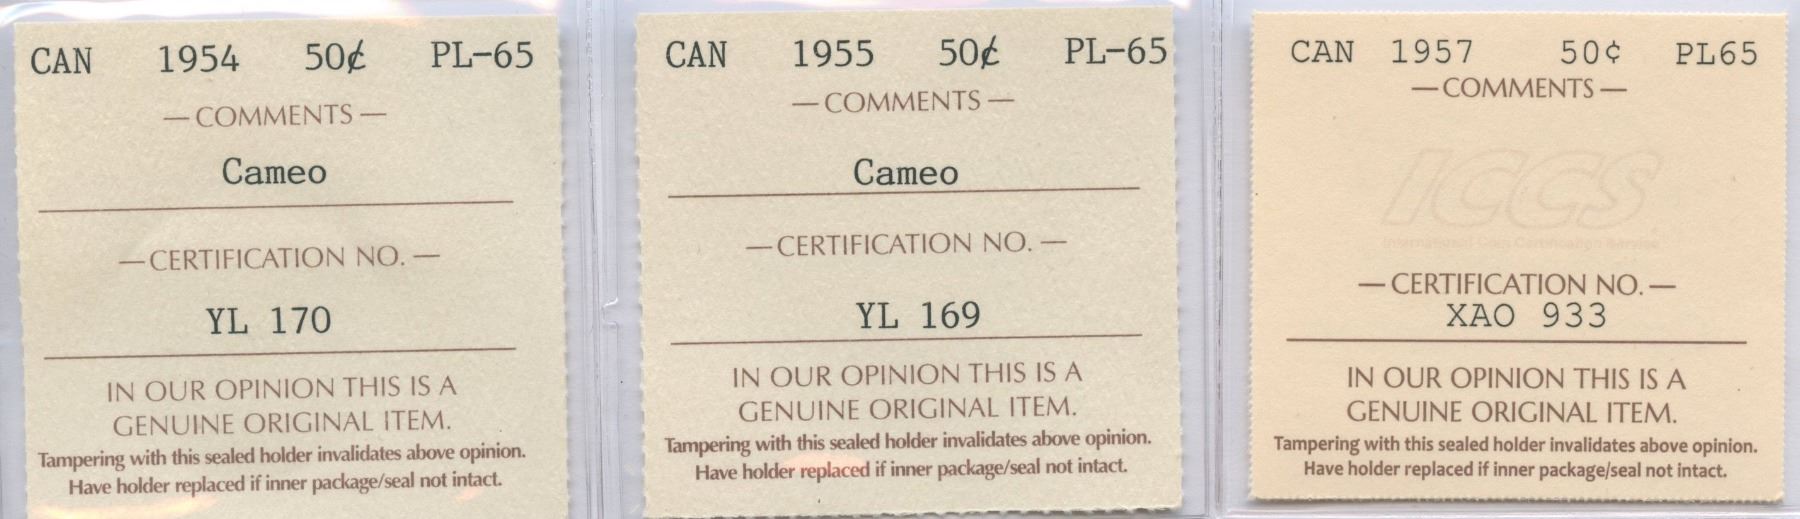 CAN 1954 50¢ PL-65
— COMMENTS —
Cameo
— CERTIFICATION NO. —
YL 170
IN OUR OPINION THIS IS A
GENUINE ORIGINAL ITEM.
Tampering with this sealed holder invalidates above opinion.
Have holder replaced if inner package/seal not intact.
CAN 1955 50¢ PL-65
— COMMENTS —
Cameo
— CERTIFICATION NO. —
YL 169
IN OUR OPINION THIS IS A
GENUINE ORIGINAL ITEM.
Tampering with this sealed holder invalidates above opinion.
Have holder replaced if inner package/seal not intact.
CAN 1957 50¢ PL65
— COMMENTS —
ICCS
International Coin Certification Service
— CERTIFICATION NO. —
XAO 933
IN OUR OPINION THIS IS A
GENUINE ORIGINAL ITEM.
Tampering with this sealed holder invalidates above opinion.
Have holder replaced if inner package/seal not intact.